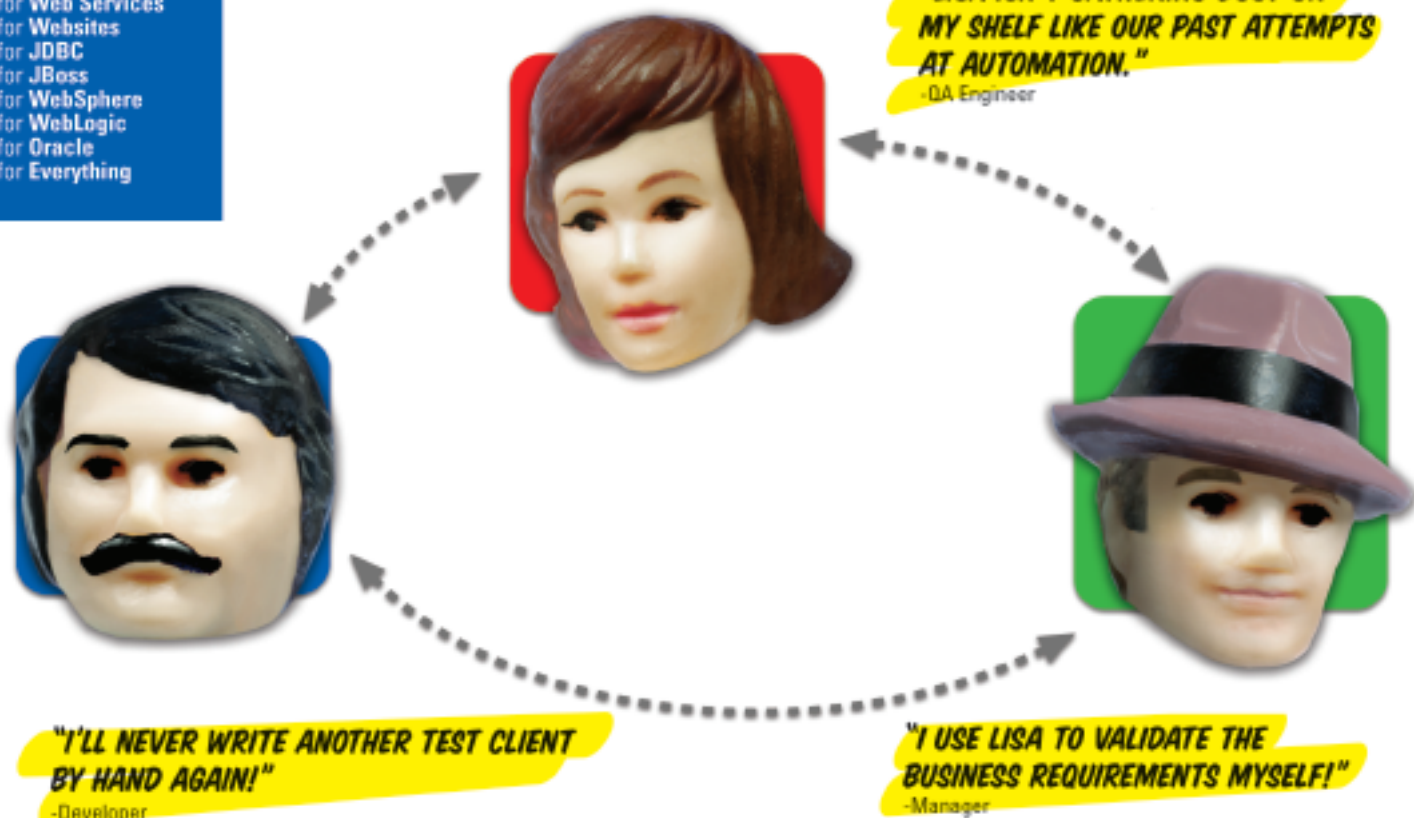 for Web Services
for Websites
for JDBC
for JBoss
for WebSphere
for WebLogic
for Oracle
for Everything
MY SHELF LIKE OUR PAST ATTEMPTS
AT AUTOMATION."
-QA Engineer
"I'LL NEVER WRITE ANOTHER TEST CLIENT
BY HAND AGAIN!"
-Developer
"I USE LISA TO VALIDATE THE
BUSINESS REQUIREMENTS MYSELF!"
-Manager